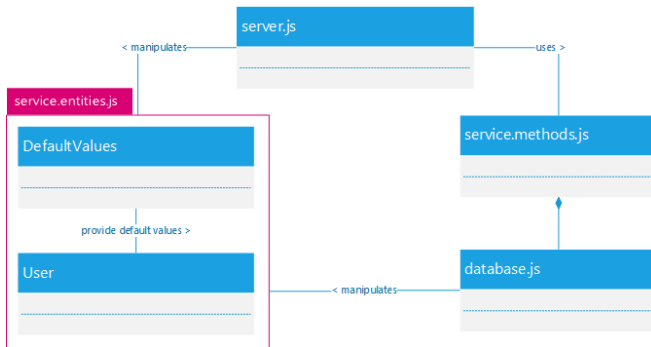 server.js
< manipulates
uses >
service.entities.js
DefaultValues
service.methods.js
provide default values >
User
database.js
< manipulates